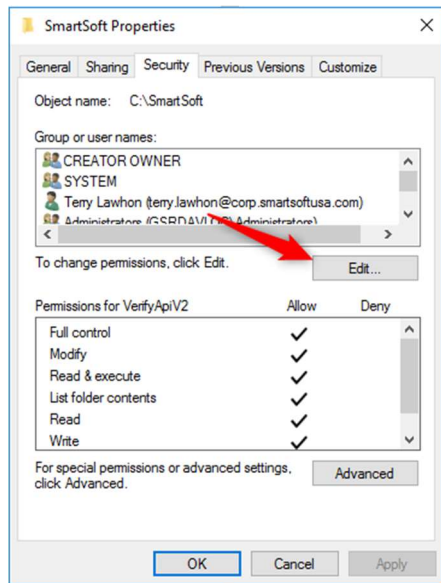 SmartSoft Properties
General Sharing Security Previous Versions Customize
Object name: C:\SmartSoft
Group or user names:
CREATOR OWNER
SYSTEM
Terry Lawhon (terry.lawhon@corp.smartsoftusa.com)
Administrators Administrators)
To change permissions, click Edit.
Edit...
Permissions for VerifyApiV2 Allow Deny
Full control
Modify
Read & execute
List folder contents
Read
Write
For special permissions or advanced settings,
click Advanced.
Advanced
OK Cancel Apply